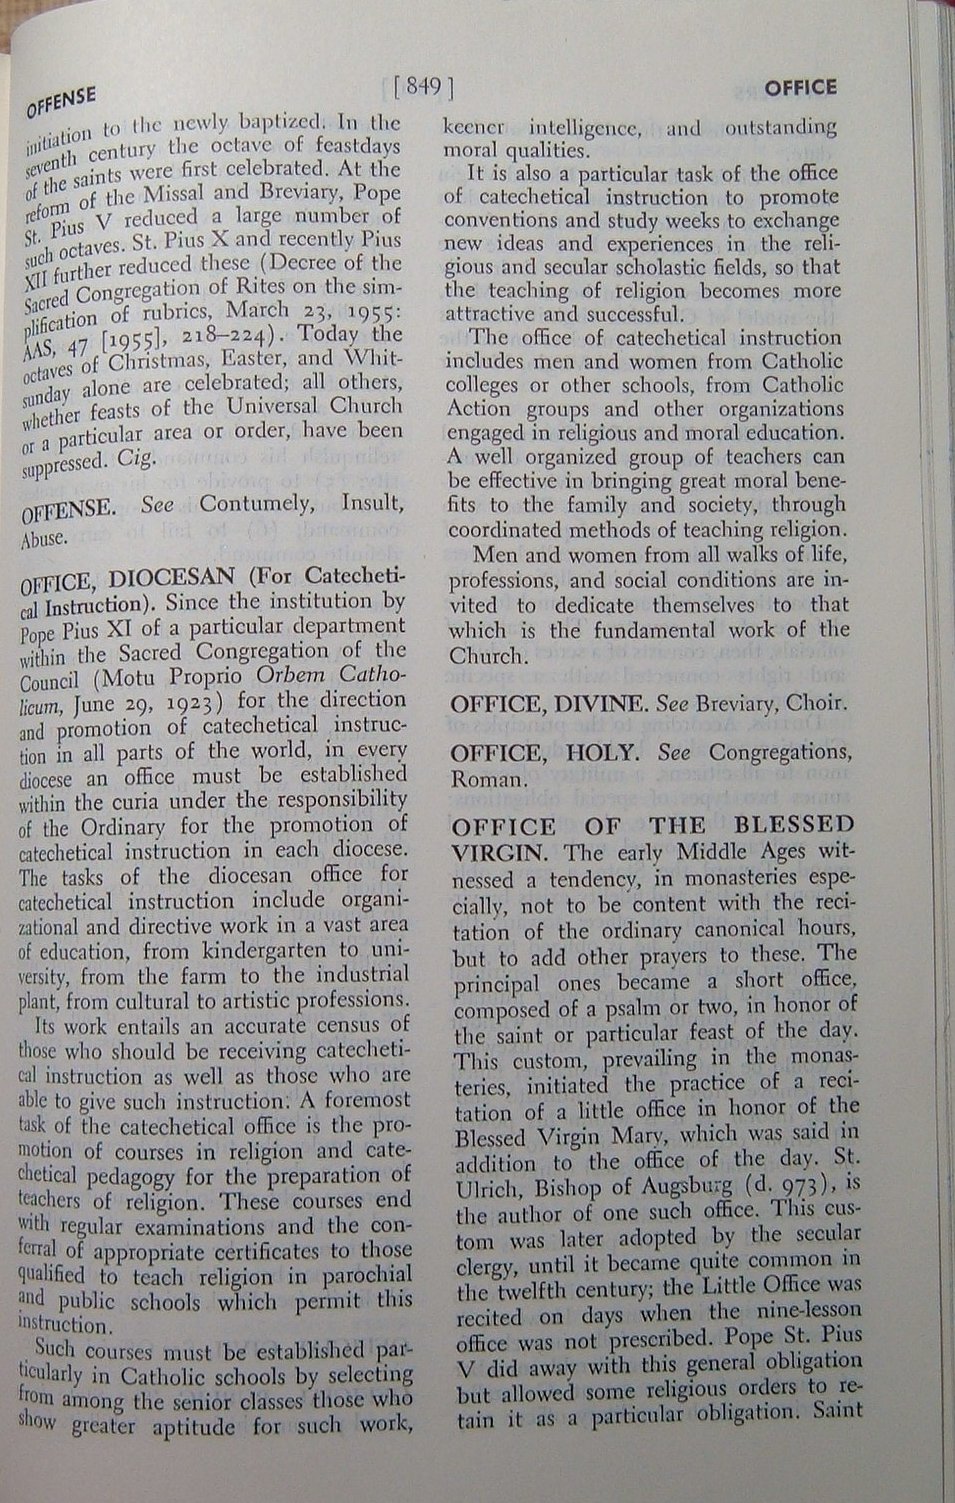 OFFENSE
[ 849 ]
OFFICE
initiation to the newly baptized. In the
seventh century the octave of feastdays
of the saints were first celebrated. At the
reform of the Missal and Breviary, Pope
St. Pius V reduced a large number of
such octaves. St. Pius X and recently Pius
XII further reduced these (Decree of the
Sacred Congregation of Rites on the sim-
plification of rubrics, March 23, 1955:
AAS, 47 [1955], 218–224). Today the
octaves of Christmas, Easter, and Whit-
sunday alone are celebrated; all others,
whether feasts of the Universal Church
or a particular area or order, have been
suppressed. Cig.
OFFENSE. See Contumely, Insult,
Abuse.
OFFICE, DIOCESAN (For Catecheti-
cal Instruction). Since the institution by
Pope Pius XI of a particular department
within the Sacred Congregation of the
Council (Motu Proprio Orbem Catho-
licum, June 29, 1923) for the direction
and promotion of catechetical instruc-
tion in all parts of the world, in every
diocese an office must be established
within the curia under the responsibility
of the Ordinary for the promotion of
catechetical instruction in each diocese.
The tasks of the diocesan office for
catechetical instruction include organi-
zational and directive work in a vast area
of education, from kindergarten to uni-
versity, from the farm to the industrial
plant, from cultural to artistic professions.
Its work entails an accurate census of
those who should be receiving catecheti-
cal instruction as well as those who are
able to give such instruction. A foremost
task of the catechetical office is the pro-
motion of courses in religion and cate-
chetical pedagogy for the preparation of
teachers of religion. These courses end
with regular examinations and the con-
ferral of appropriate certificates to those
qualified to teach religion in parochial
and public schools which permit this
instruction.
Such courses must be established par-
ticularly in Catholic schools by selecting
from among the senior classes those who
show greater aptitude for such work,
keener intelligence, and outstanding
moral qualities.
It is also a particular task of the office
of catechetical instruction to promote
conventions and study weeks to exchange
new ideas and experiences in the reli-
gious and secular scholastic fields, so that
the teaching of religion becomes more
attractive and successful.
The office of catechetical instruction
includes men and women from Catholic
colleges or other schools, from Catholic
Action groups and other organizations
engaged in religious and moral education.
A well organized group of teachers can
be effective in bringing great moral bene-
fits to the family and society, through
coordinated methods of teaching religion.
Men and women from all walks of life,
professions, and social conditions are in-
vited to dedicate themselves to that
which is the fundamental work of the
Church.
OFFICE, DIVINE. See Breviary, Choir.
OFFICE, HOLY. See Congregations,
Roman.
OFFICE OF THE BLESSED
VIRGIN. The early Middle Ages wit-
nessed a tendency, in monasteries espe-
cially, not to be content with the reci-
tation of the ordinary canonical hours,
but to add other prayers to these. The
principal ones became a short office,
composed of a psalm or two, in honor of
the saint or particular feast of the day.
This custom, prevailing in the monas-
teries, initiated the practice of a reci-
tation of a little office in honor of the
Blessed Virgin Mary, which was said in
addition to the office of the day. St.
Ulrich, Bishop of Augsburg (d. 973), is
the author of one such office. This cus-
tom was later adopted by the secular
clergy, until it became quite common in
the twelfth century; the Little Office was
recited on days when the nine-lesson
office was not prescribed. Pope St. Pius
V did away with this general obligation
but allowed some religious orders to re-
tain it as a particular obligation. Saint